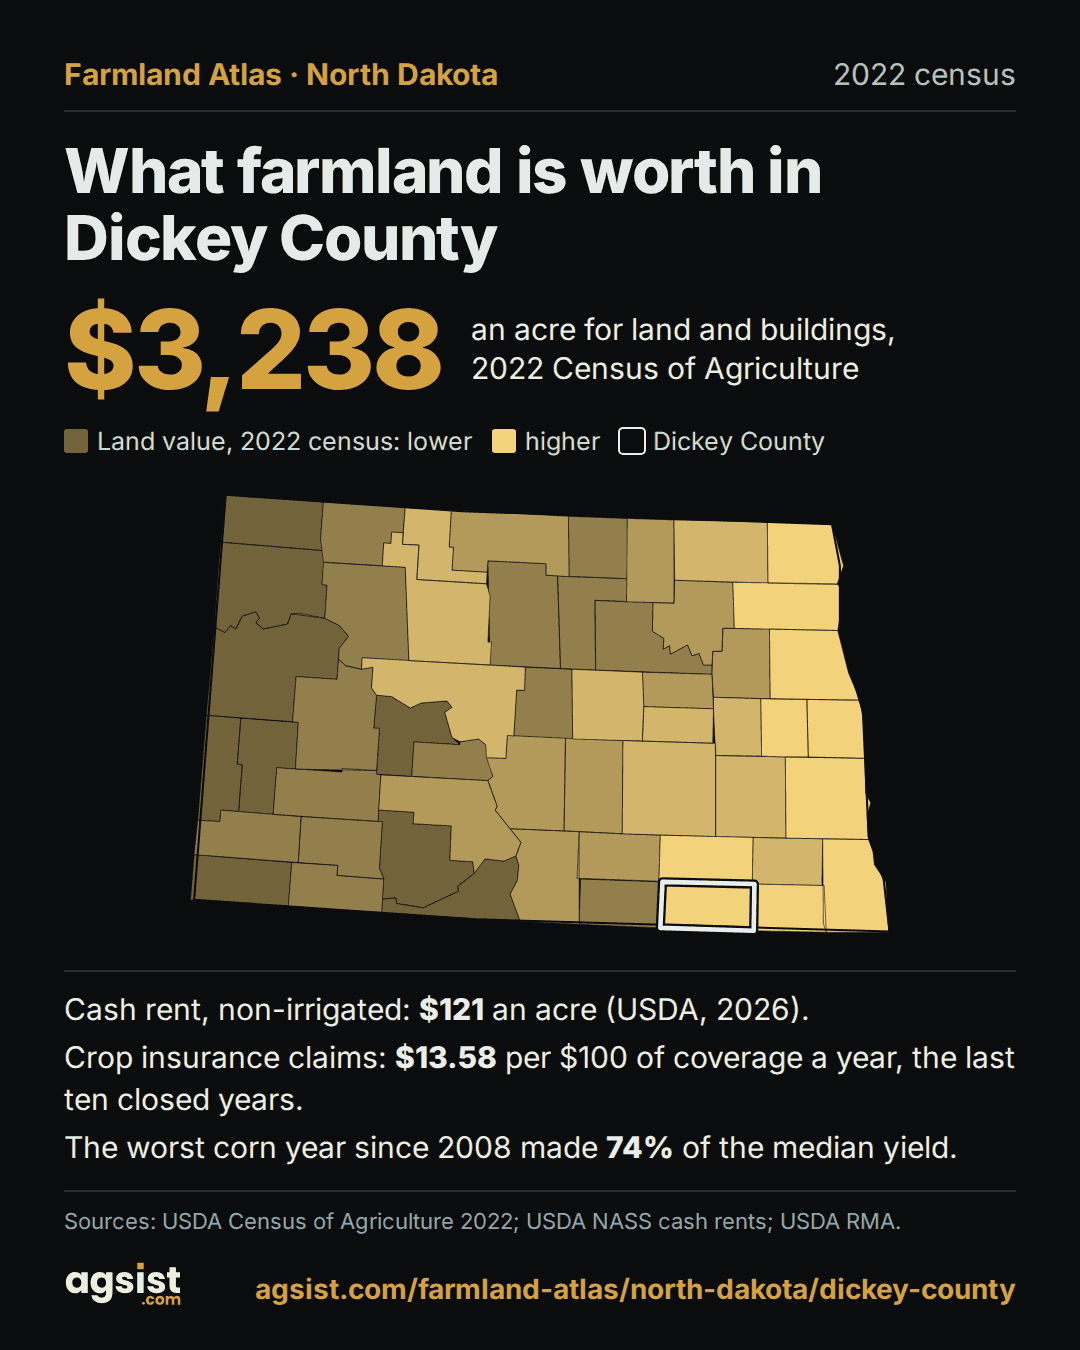 Farmland Atlas · North Dakota
2022 census
What farmland is worth in
Dickey County
$3,238
an acre for land and buildings,
2022 Census of Agriculture
Land value, 2022 census: lower
higher
Dickey County
Cash rent, non-irrigated: $121 an acre (USDA, 2026).
Crop insurance claims: $13.58 per $100 of coverage a year, the last
ten closed years.
The worst corn year since 2008 made 74% of the median yield.
Sources: USDA Census of Agriculture 2022; USDA NASS cash rents; USDA RMA.
agsist
.com
agsist.com/farmland-atlas/north-dakota/dickey-county